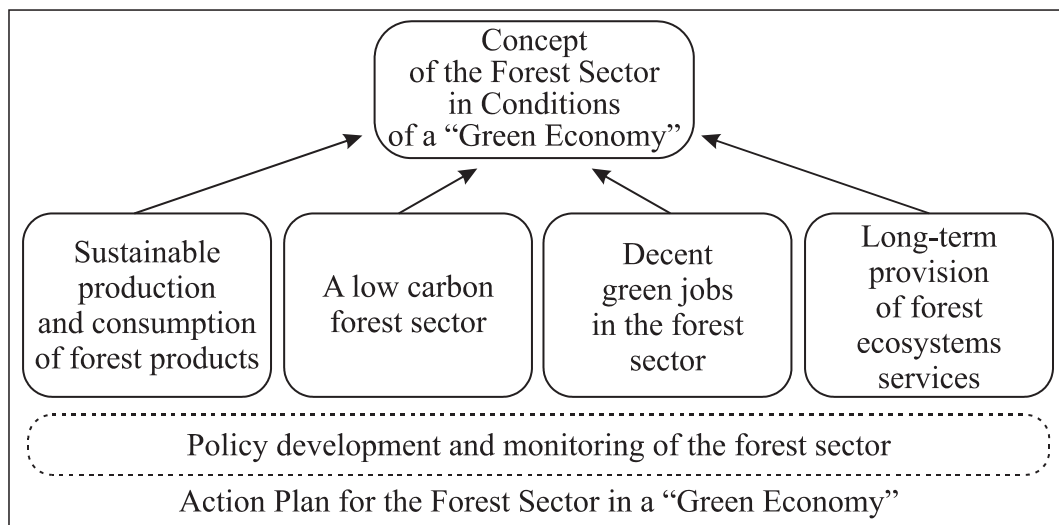 Concept
of the Forest Sector
in Conditions
of a “Green Economy”
Sustainable
production
and consumption
of forest products
A low carbon
forest sector
Decent
green jobs
in the forest
sector
Long-term
provision
of forest
ecosystems
services
Policy development and monitoring of the forest sector
Action Plan for the Forest Sector in a “Green Economy”